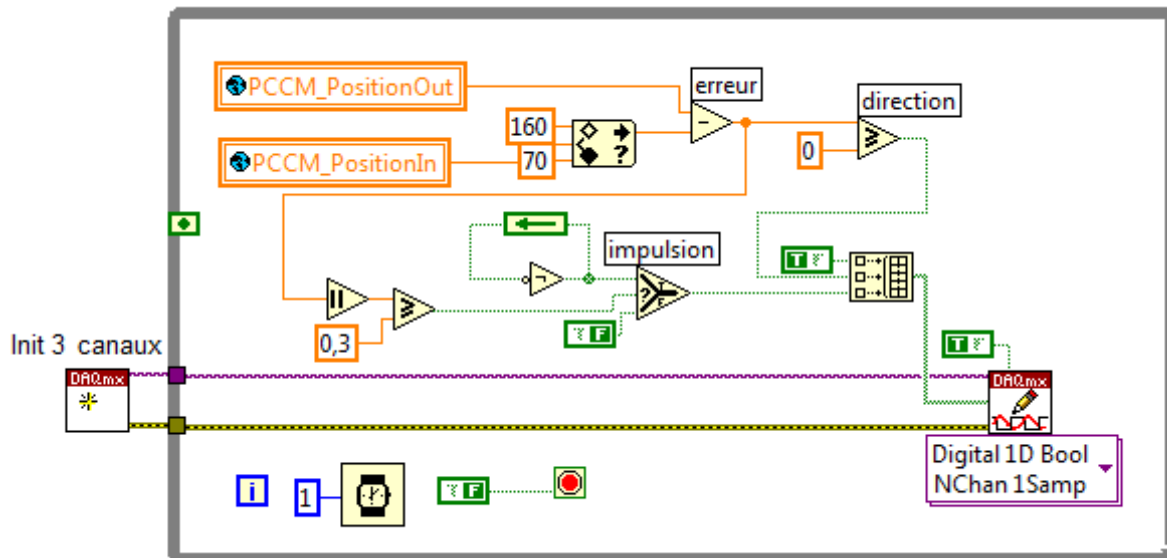 PCCM_PositionOut
erreur
direction
160
-
?
PCCM_PositionIn
70
0
≥
impulsion
T
?
T
F
≥
0,3
F
Init 3 canaux
T
DAQmx
DAQmx
Digital 1D Bool
NChan 1Samp
i
1
F